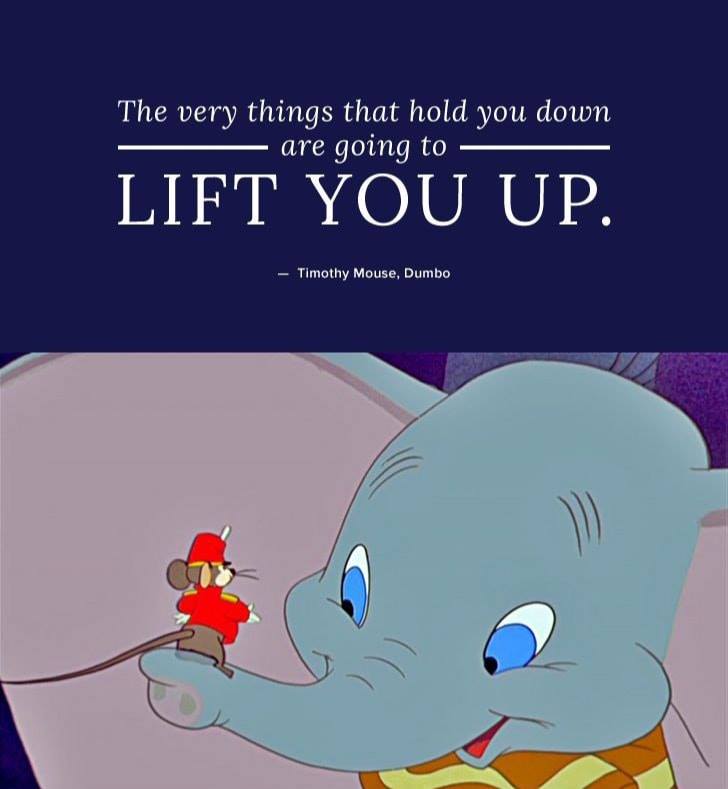 The very things that hold you down
are going to
LIFT YOU UP.
— Timothy Mouse, Dumbo